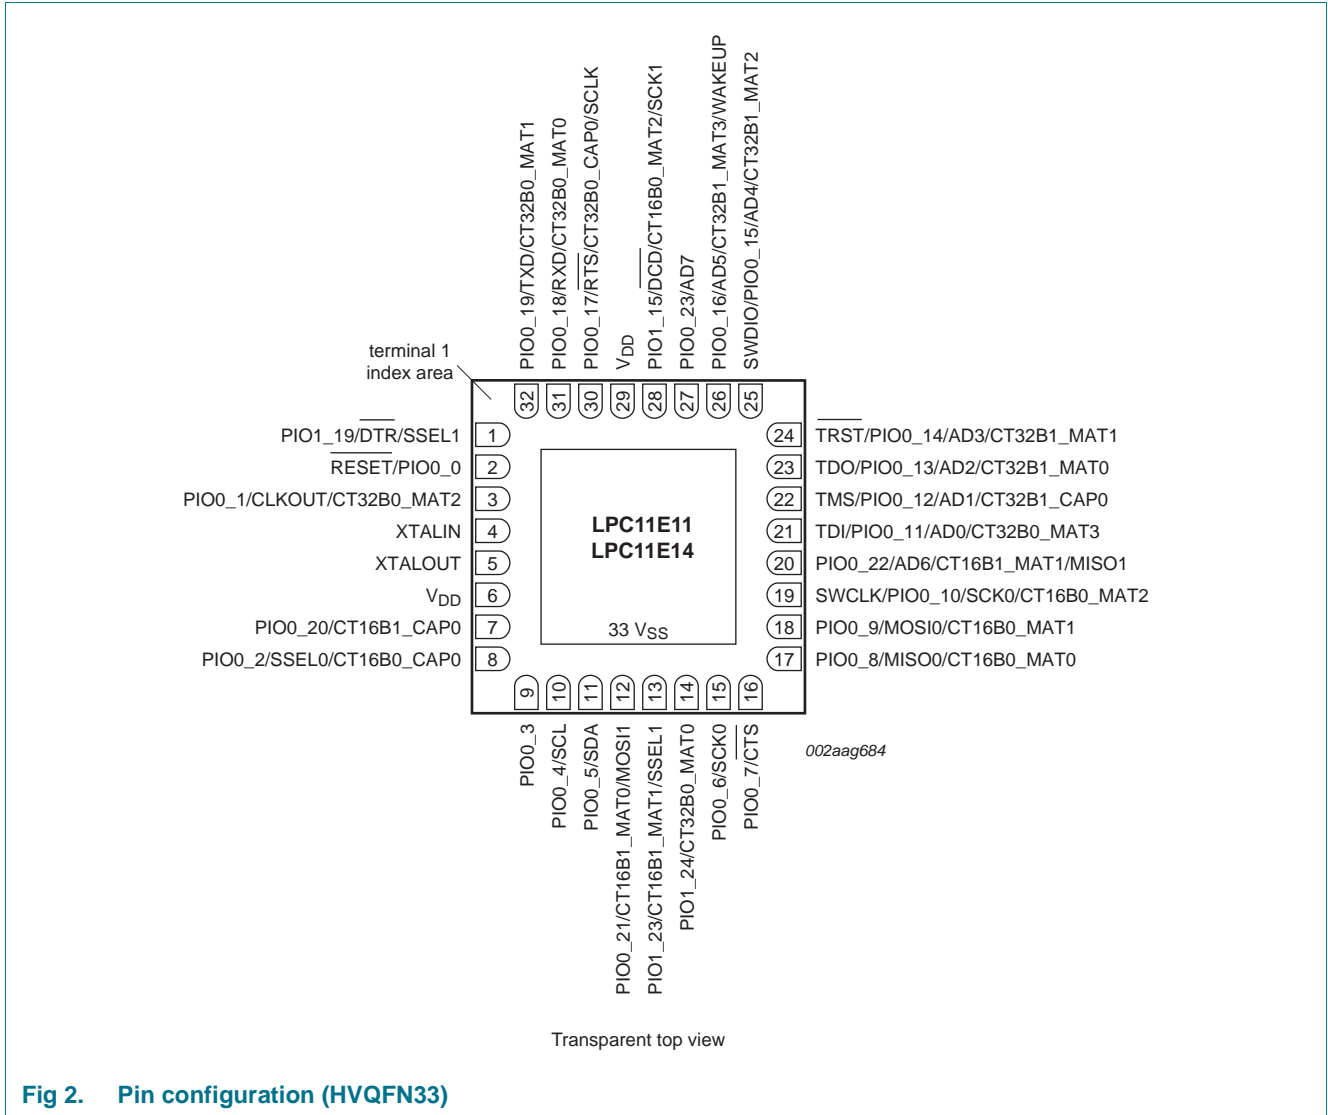 PIO0_19/TXD/CT32B0_MAT1
PIO0_18/RXD/CT32B0_MAT0
PIO0_17/RTS/CT32B0_CAP0/SCLK
VDD
PIO1_15/DCD/CT16B0_MAT2/SCK1
PIO0_23/AD7
PIO0_16/AD5/CT32B1_MAT3/WAKEUP
SWDIO/PIO0_15/AD4/CT32B1_MAT2
terminal 1
index area
32 31 30 29 28 27 26 25
PIO1_19/DTR/SSEL1 1
RESET/PIO0_0 2
PIO0_1/CLKOUT/CT32B0_MAT2 3
XTALIN 4
XTALOUT 5
VDD 6
PIO0_20/CT16B1_CAP0 7
PIO0_2/SSEL0/CT16B0_CAP0 8
LPC11E11
LPC11E14
33 VSS
24 TRST/PIO0_14/AD3/CT32B1_MAT1
23 TDO/PIO0_13/AD2/CT32B1_MAT0
22 TMS/PIO0_12/AD1/CT32B1_CAP0
21 TDI/PIO0_11/AD0/CT32B0_MAT3
20 PIO0_22/AD6/CT16B1_MAT1/MISO1
19 SWCLK/PIO0_10/SCK0/CT16B0_MAT2
18 PIO0_9/MOSI0/CT16B0_MAT1
17 PIO0_8/MISO0/CT16B0_MAT0
9 10 11 12 13 14 15 16
PIO0_3
PIO0_4/SCL
PIO0_5/SDA
PIO0_21/CT16B1_MAT0/MOSI1
PIO1_23/CT16B1_MAT1/SSEL1
PIO1_24/CT32B0_MAT0
PIO0_6/SCK0
PIO0_7/CTS
002aag684
Transparent top view
Fig 2. Pin configuration (HVQFN33)